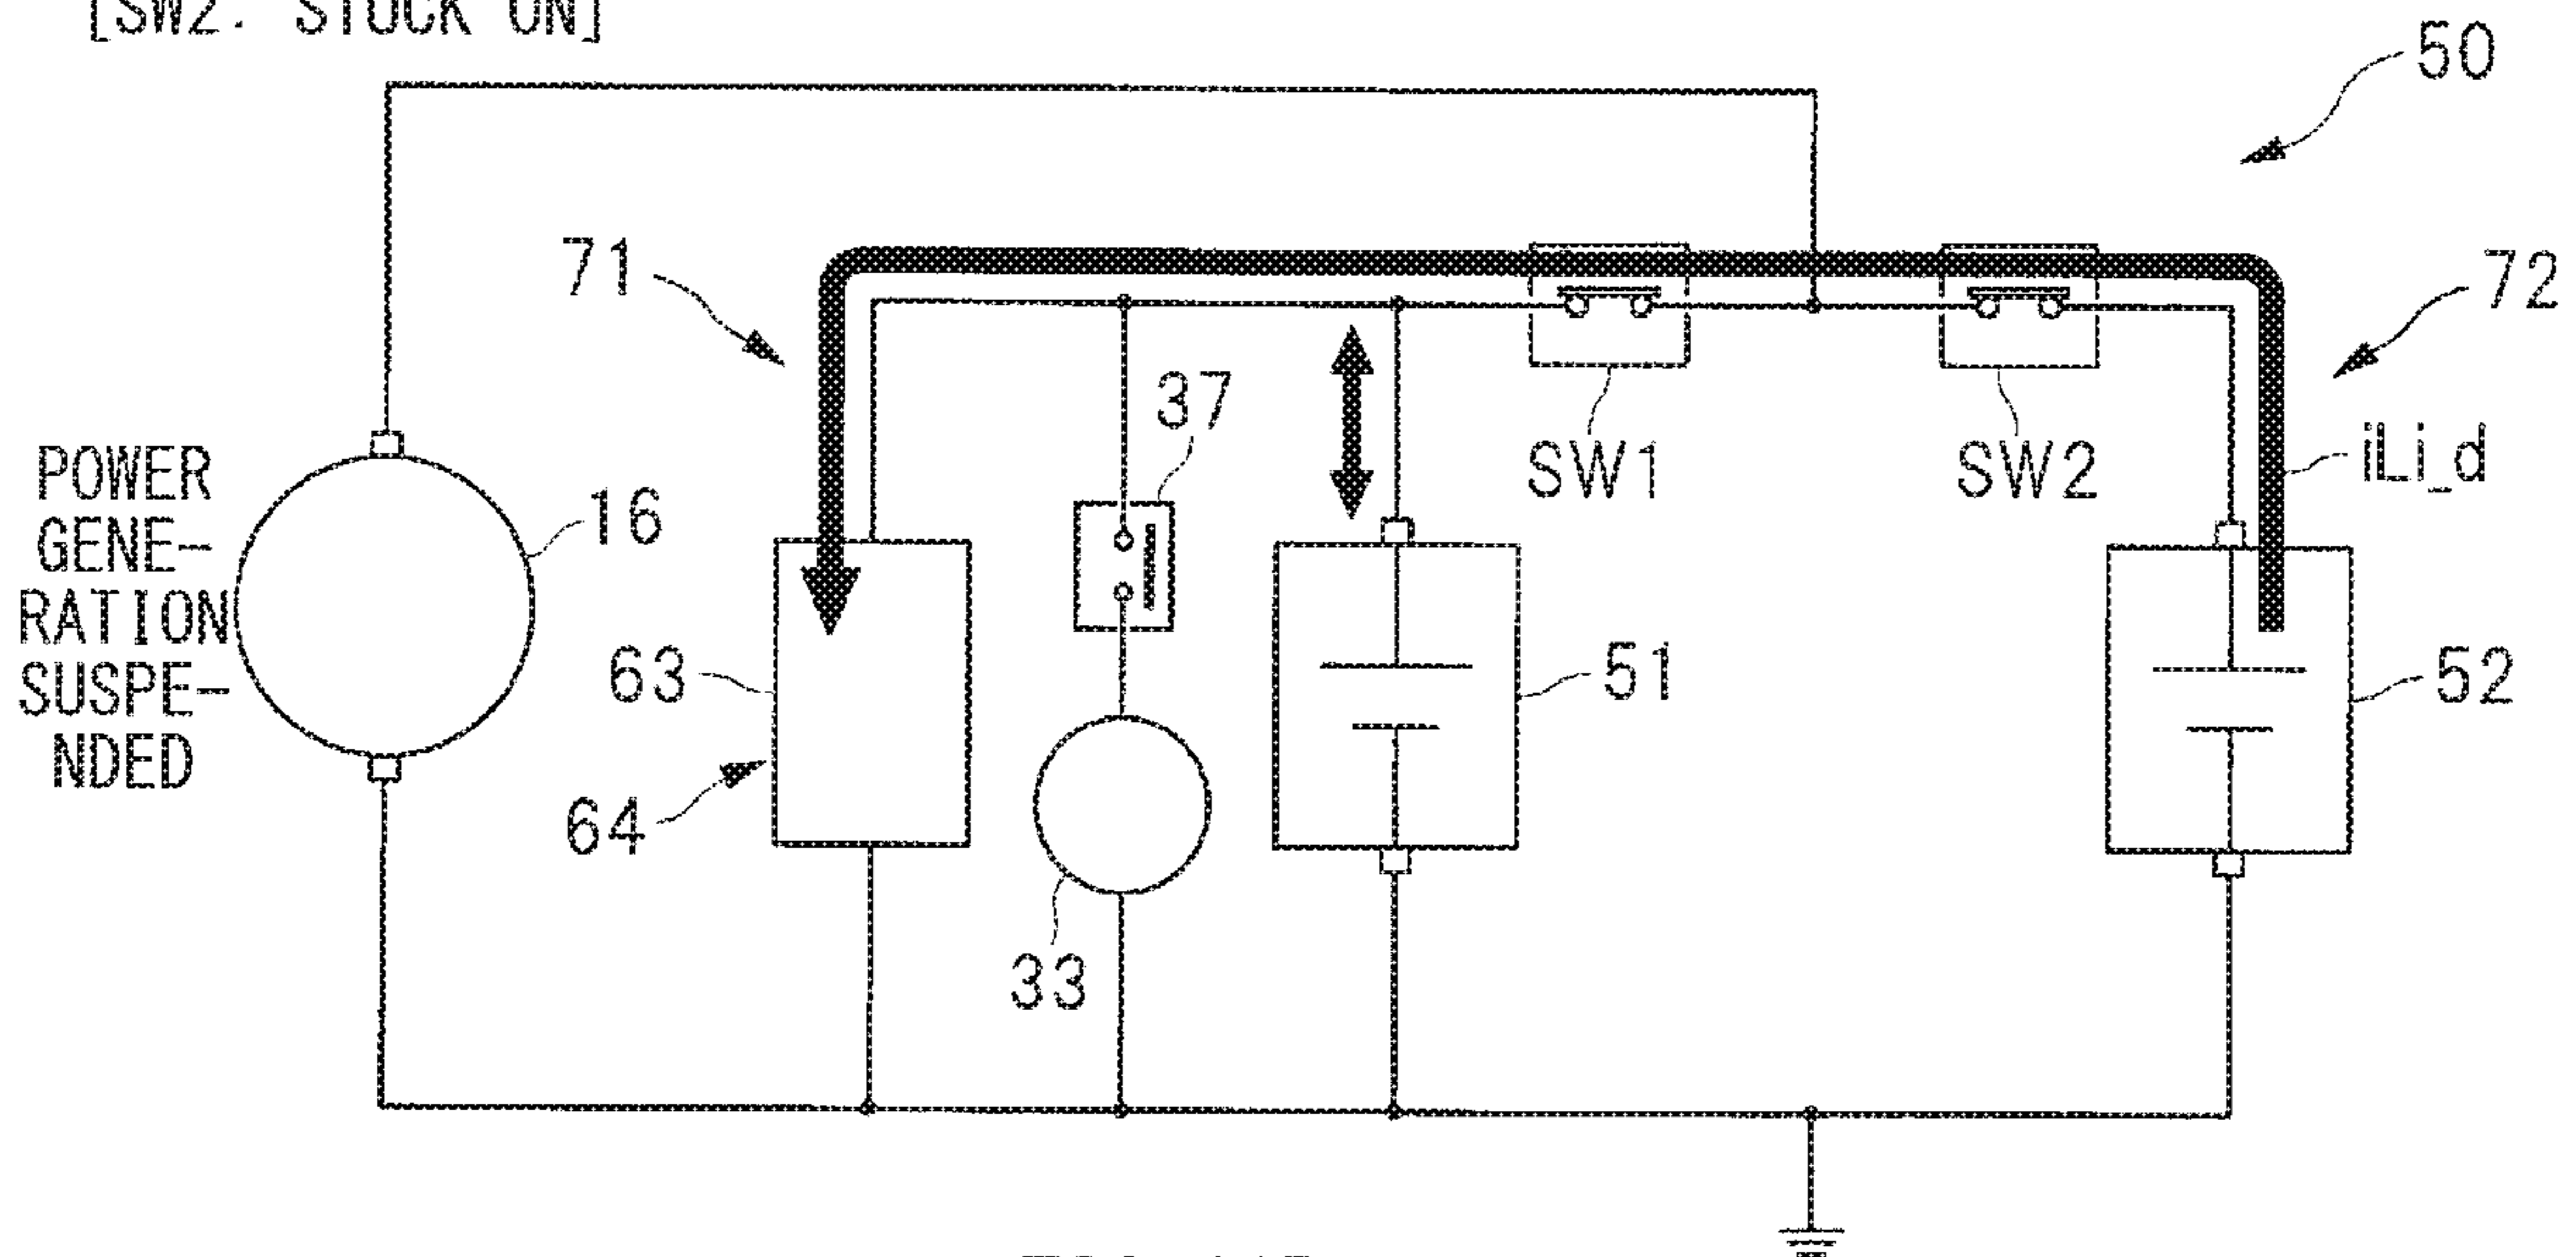 [SW2: STUCK ON]
50
71
72
37
SW1
SW2
iLi_d
POWER
GENE-
RATION
SUSPE-
NDED
16
63
51
52
64
33